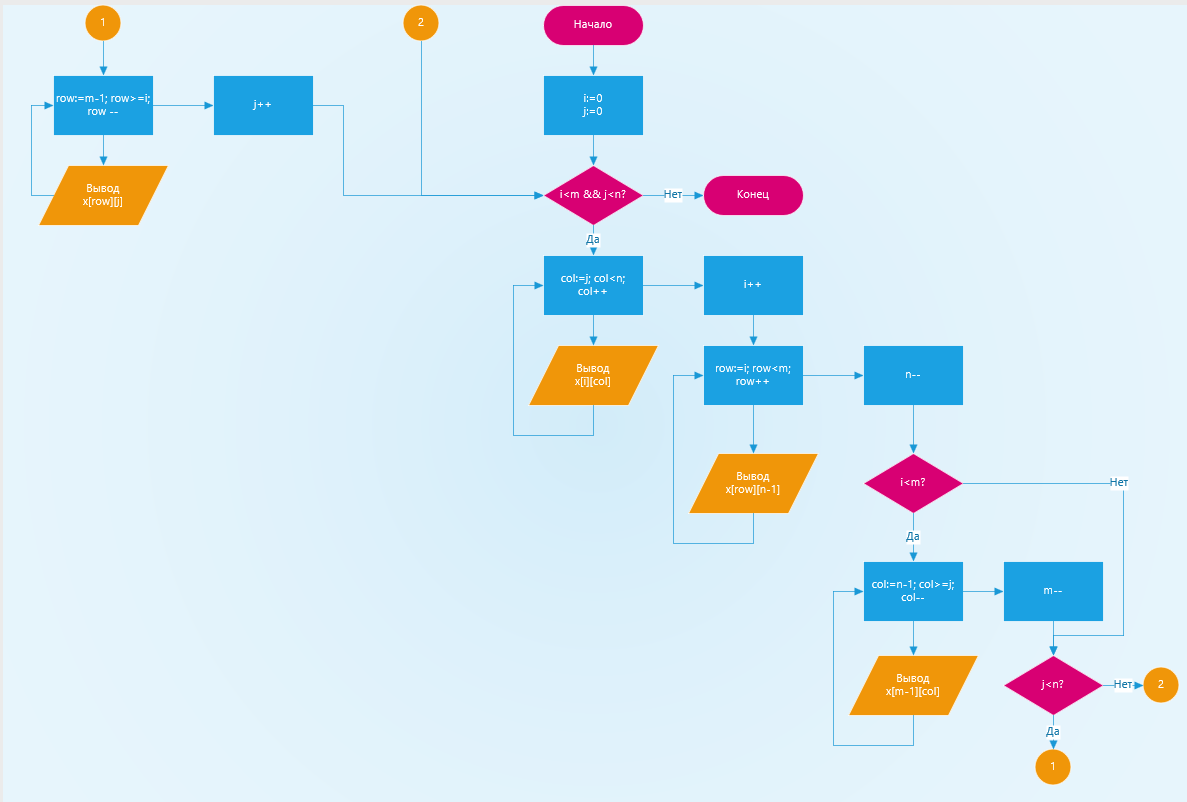 1
2
Начало
row:=m-1; row>=i;
row --
j++
i:=0
j:=0
Вывод
x[row][j]
i<m && j<n?
Нет
Конец
Да
col:=j; col<n;
col++
i++
Вывод
x[i][col]
row:=i; row<m;
row++
n--
Вывод
x[row][n-1]
i<m?
Нет
Да
col:=n-1; col>=j;
col--
m--
Вывод
x[m-1][col]
j<n?
Нет
2
Да
1